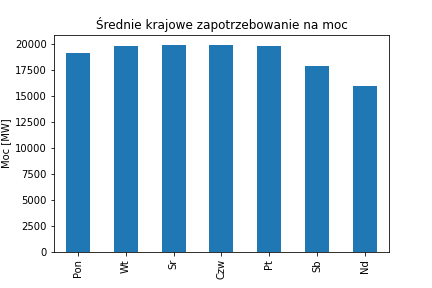 Średnie krajowe zapotrzebowanie na moc
Moc [MW]
20000
17500
15000
12500
10000
7500
5000
2500
0
Pon
Wt
Sr
Czw
Pt
Sb
Nd